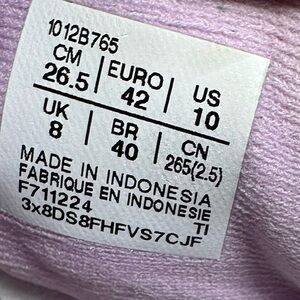 1012B765
CM EURO US
26.5 42 10
UK BR CN
8 40 265(2.5)
MADE IN INDONESIA
FABRIQUE EN INDONESIE
F711224 TI
3x8DS8FHFVS7CJF